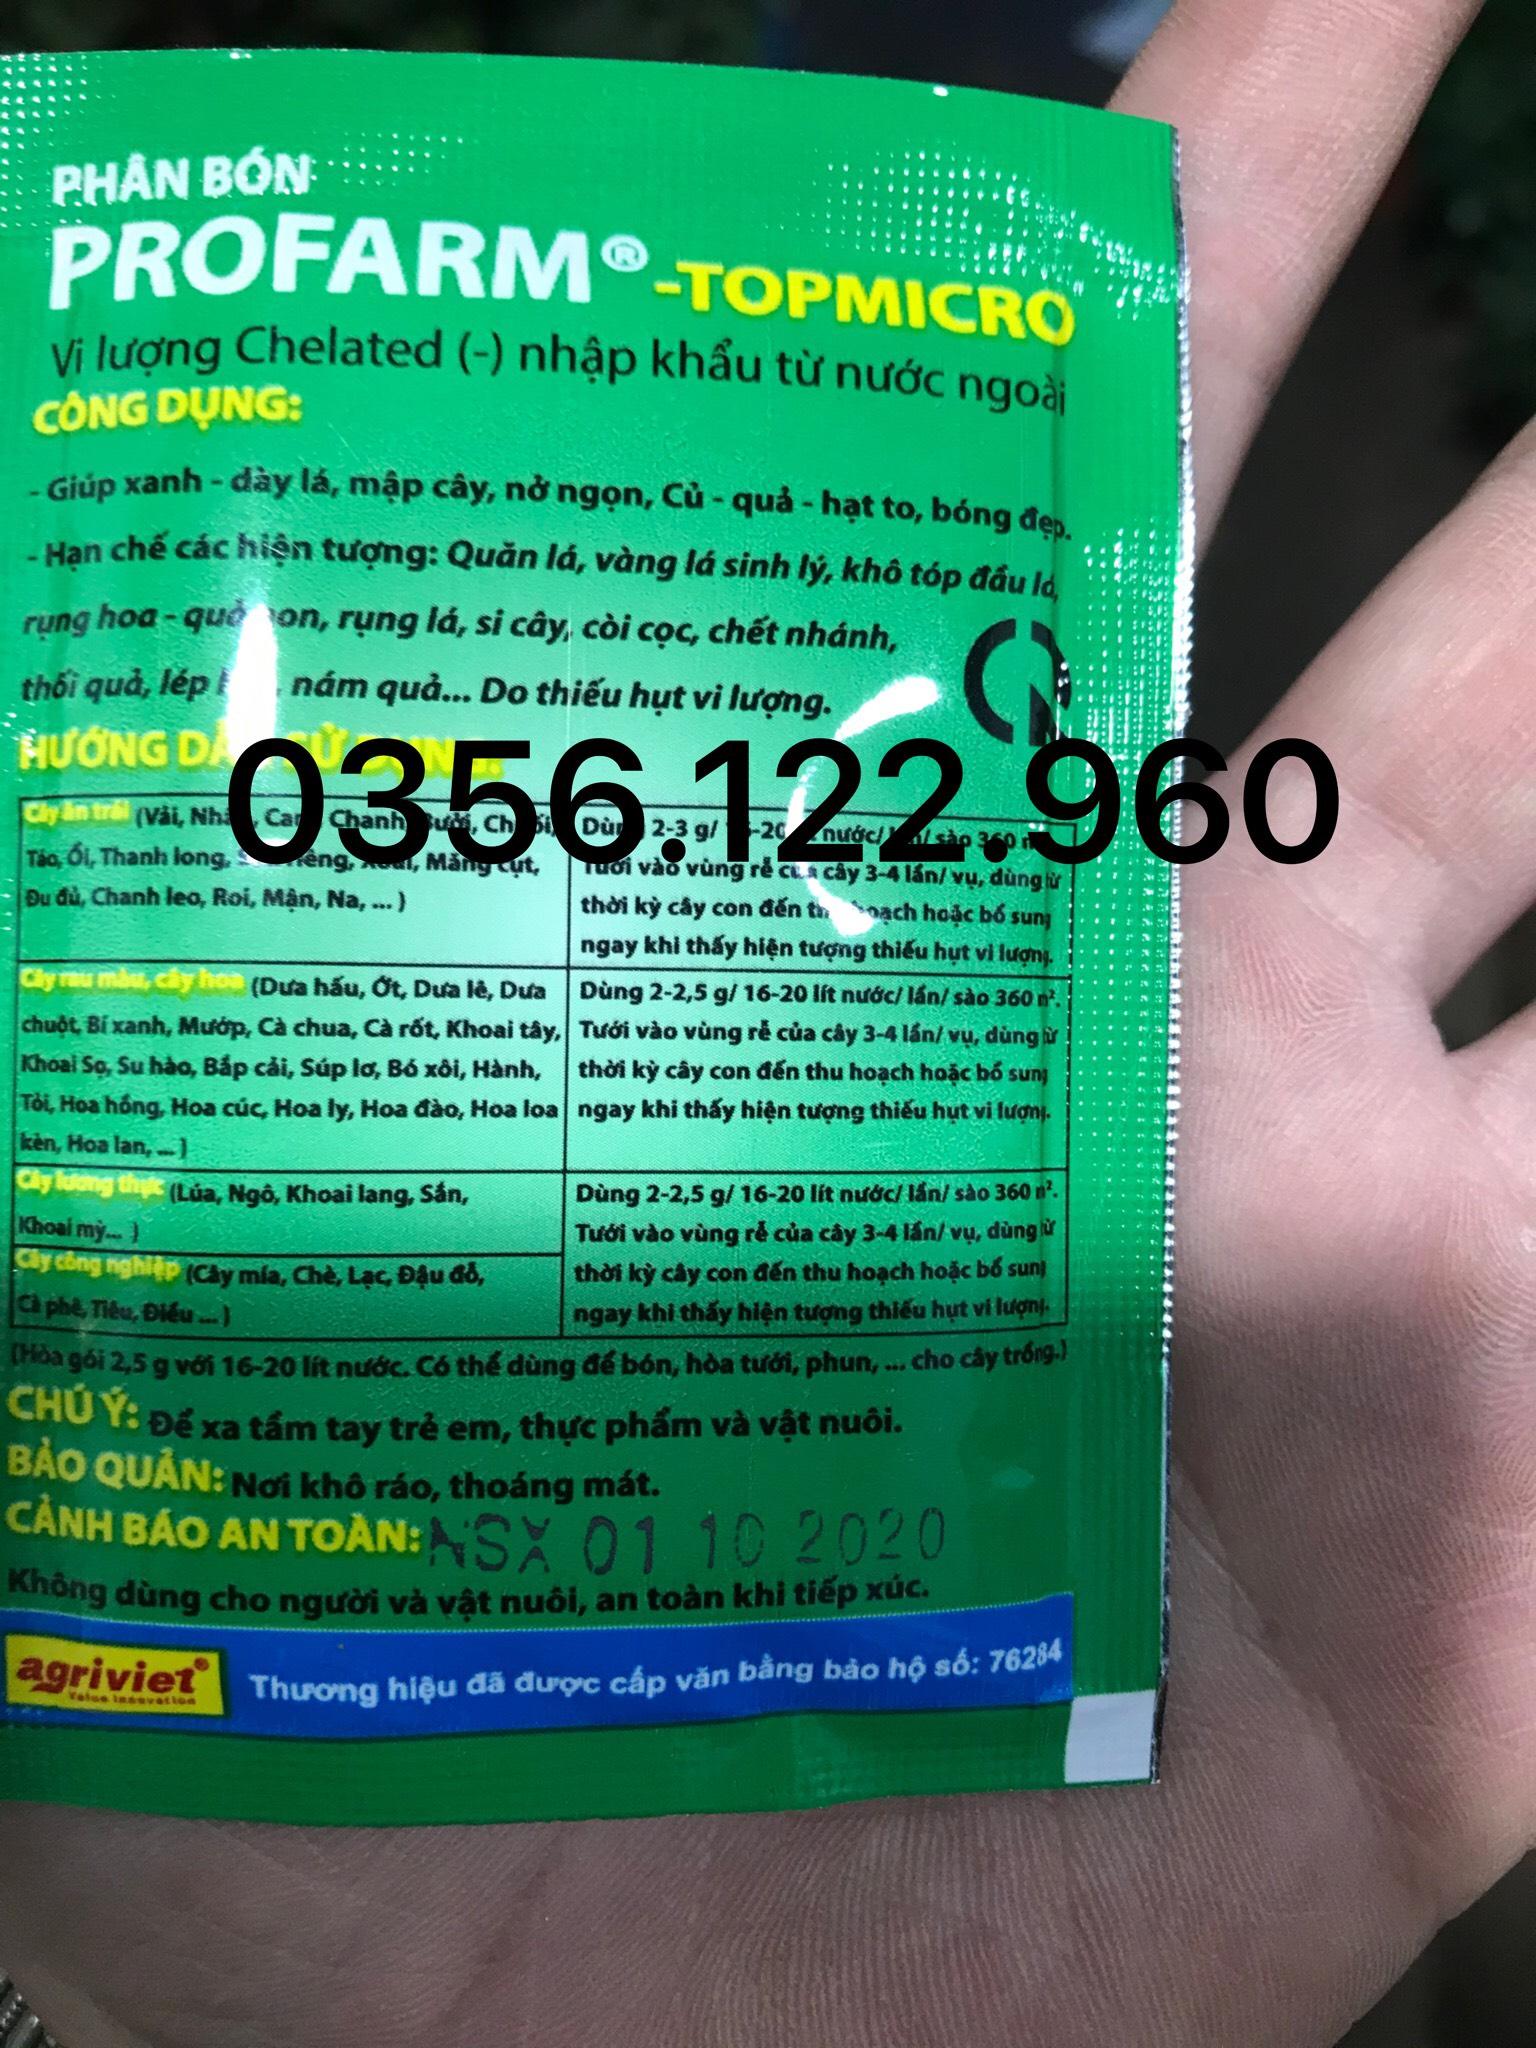 PHÂN BÓN
PROFARM® -TOPMICRO
Vi lượng Chelated (-) nhập khẩu từ nước ngoài
CÔNG DỤNG:
- Giúp xanh - dày lá, mập cây, nở ngọn, Củ - quả - hạt to, bóng đẹp.
- Hạn chế các hiện tượng: Quăn lá, vàng lá sinh lý, khô tóp đầu lá,
rụng hoa - quả non, rụng lá, si cây, còi cọc, chết nhánh,
thối quả, lép nám quả... Do thiếu hụt vi lượng.
HƯỚNG DẪN SỬ DỤNG:
0356.122.960
Cây ăn trái (Vải, Nhãn, Cam, Chanh, Bưởi, Chuối,
Táo, Ổi, Thanh long, Măng cụt,
Đu đủ, Chanh leo, Roi, Mận, Na, ... )
Dùng 2-3 g/ nước/ lần/ sào 360
Tưới vào vùng rễ của cây 3-4 lần/ vụ, dùng từ
thời kỳ cây con đến thu hoạch hoặc bổ sung
ngay khi thấy hiện tượng thiếu hụt vi lượng.
Cây rau màu, cây hoa (Dưa hấu, Ớt, Dưa lê, Dưa
chuột, Bí xanh, Mướp, Cà chua, Cà rốt, Khoai tây,
Khoai Sọ, Su hào, Bắp cải, Súp lơ, Bó xôi, Hành,
Tỏi, Hoa hồng, Hoa cúc, Hoa ly, Hoa đào, Hoa loa
kèn, Hoa lan, ... )
Dùng 2-2,5 g/ 16-20 lít nước/ lần/ sào 360 m².
Tưới vào vùng rễ của cây 3-4 lần/ vụ, dùng từ
thời kỳ cây con đến thu hoạch hoặc bổ sung
ngay khi thấy hiện tượng thiếu hụt vi lượng.
Cây lương thực (Lúa, Ngô, Khoai lang, Sắn,
Khoai mỳ... )
Cây công nghiệp (Cây mía, Chè, Lạc, Đậu đỗ,
Cà phê, Tiêu, Điều ... )
Dùng 2-2,5 g/ 16-20 lít nước/ lần/ sào 360 m².
Tưới vào vùng rễ của cây 3-4 lần/ vụ, dùng từ
thời kỳ cây con đến thu hoạch hoặc bổ sung
ngay khi thấy hiện tượng thiếu hụt vi lượng.
(Hòa gói 2,5 g với 16-20 lít nước. Có thể dùng để bón, hòa tưới, phun, ... cho cây trồng.)
CHÚ Ý: Để xa tầm tay trẻ em, thực phẩm và vật nuôi.
BẢO QUẢN: Nơi khô ráo, thoáng mát.
CẢNH BÁO AN TOÀN: NSX 01 10 2020
Không dùng cho người và vật nuôi, an toàn khi tiếp xúc.
agriviet®
Value Innovation
Thương hiệu đã được cấp văn bằng bảo hộ số: 76284